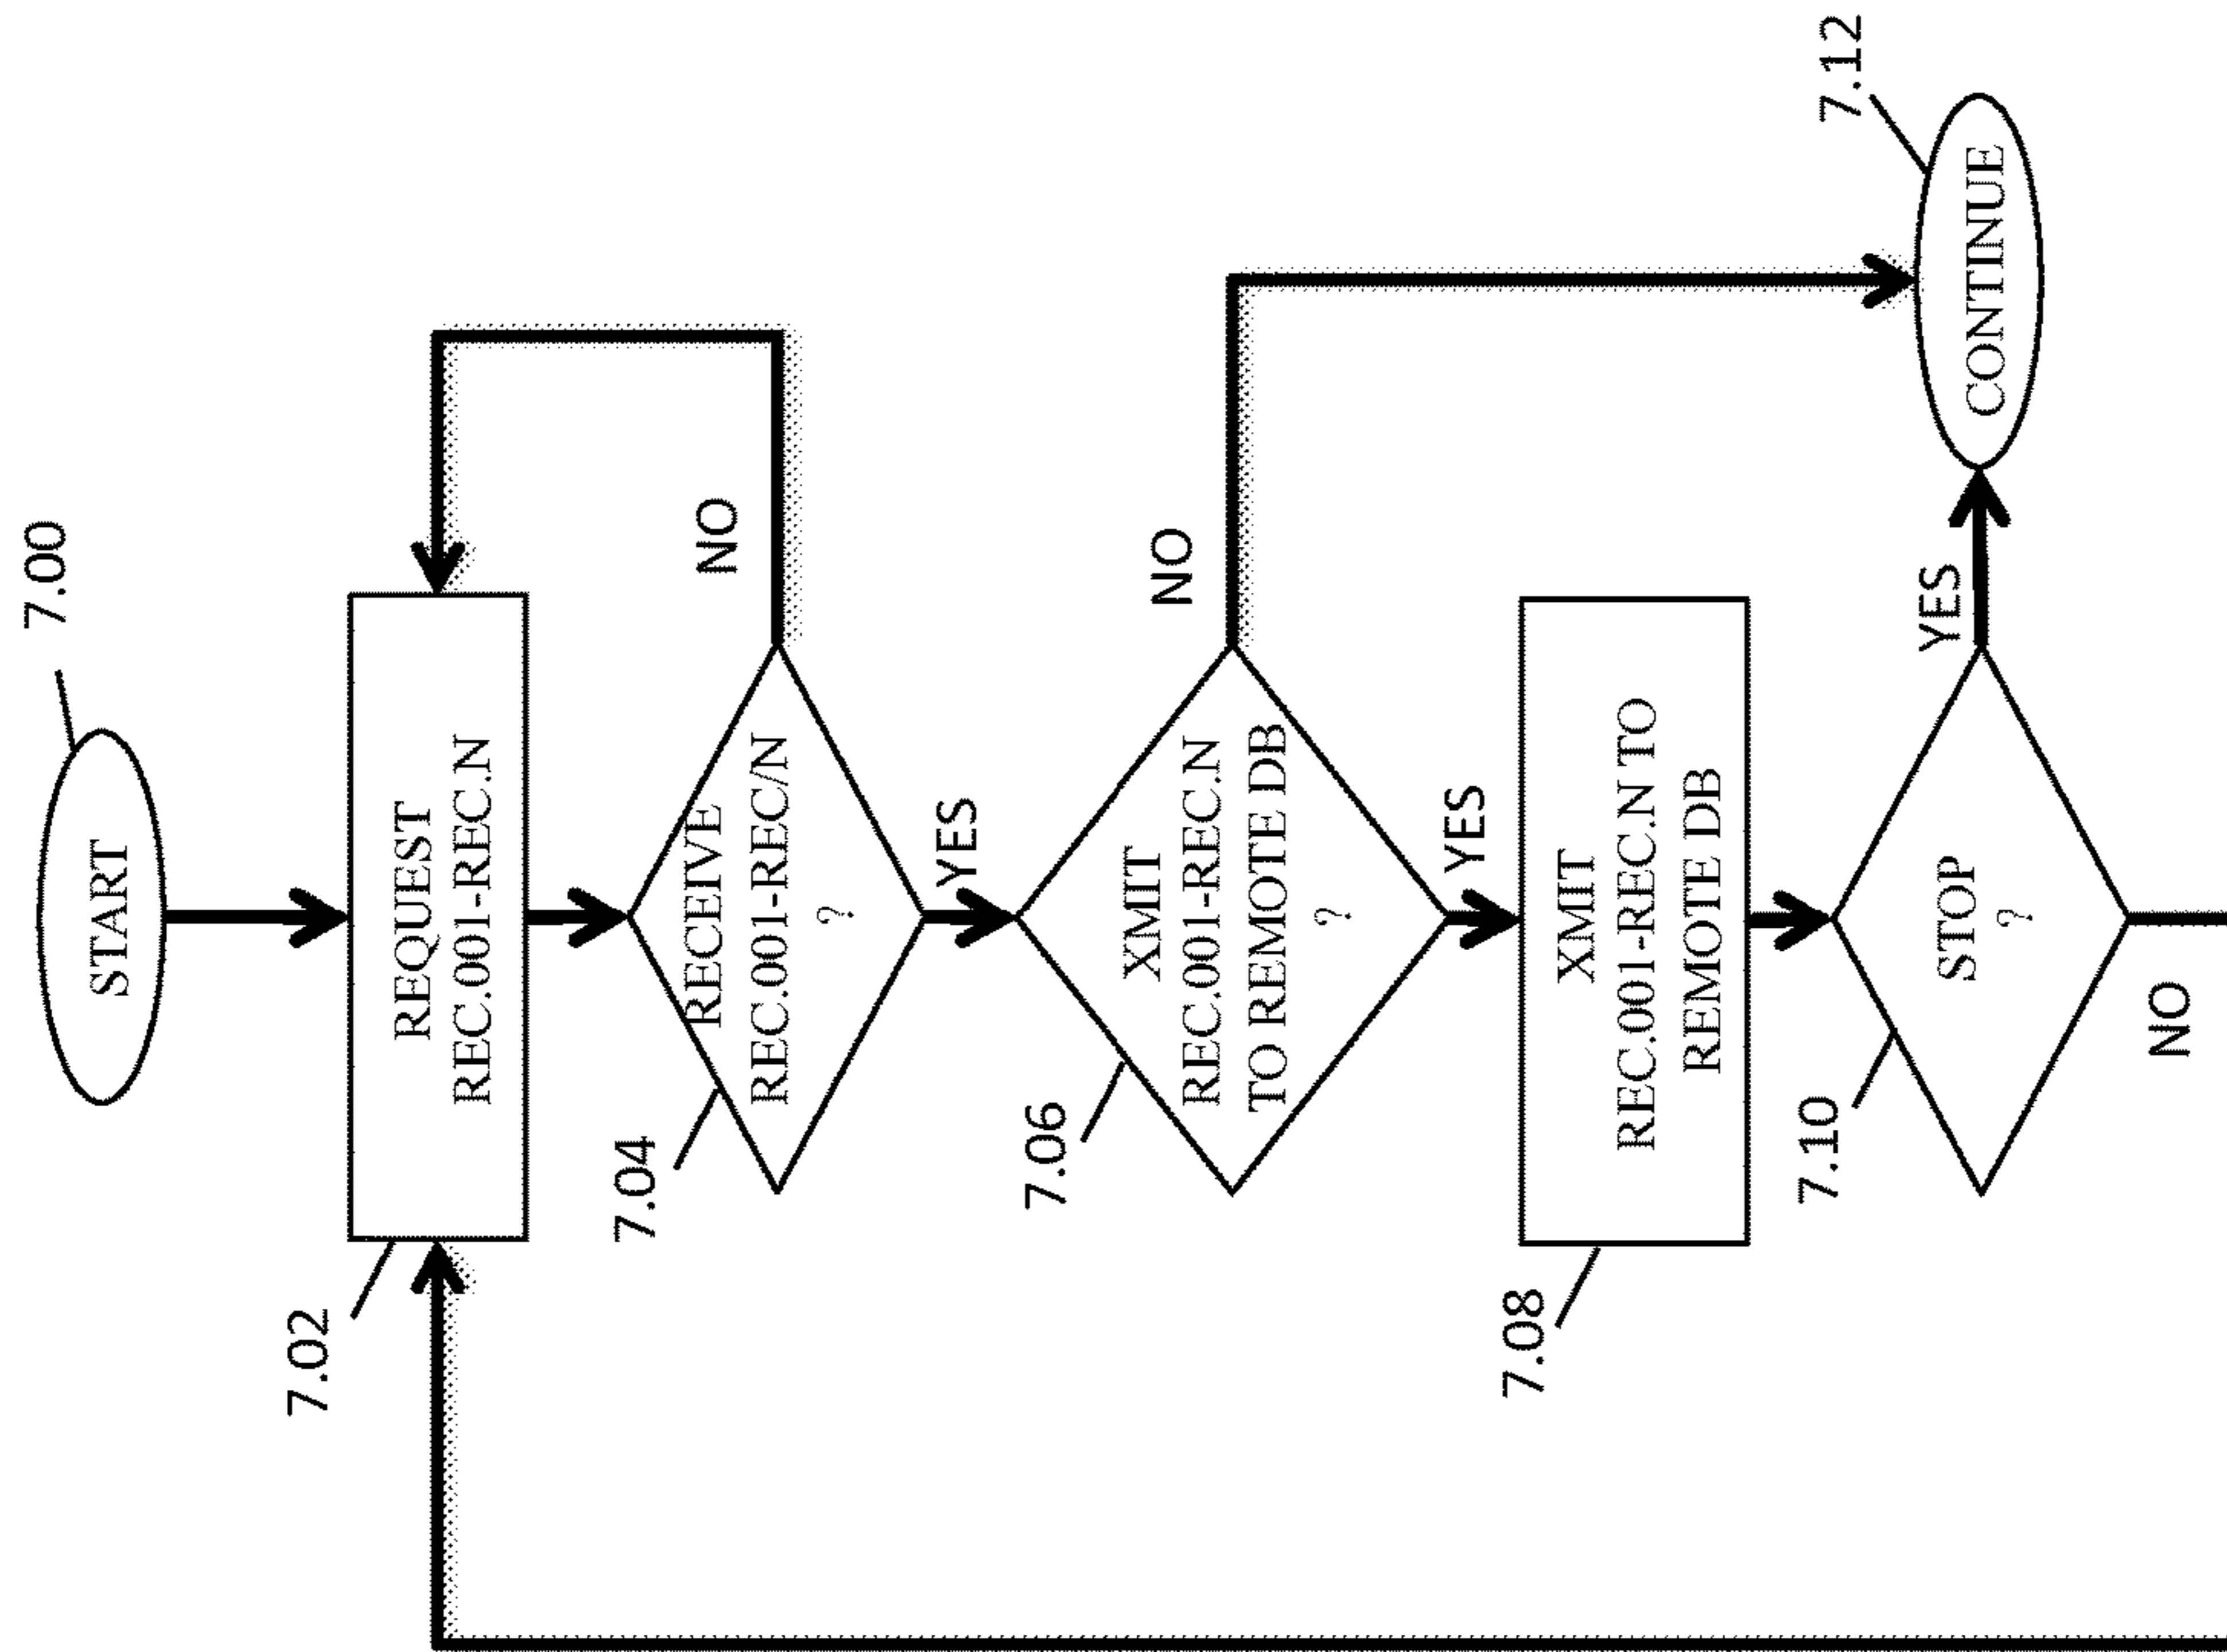 7.00
START
7.02
REQUEST
REC.001-REC.N
7.04
RECEIVE
REC.001-REC/N
?
NO
YES
7.06
XMIT
REC.001-REC.N
TO REMOTE DB
?
NO
YES
7.08
XMIT
REC.001-REC.N TO
REMOTE DB
7.10
STOP
?
YES
NO
7.12
CONTINUE